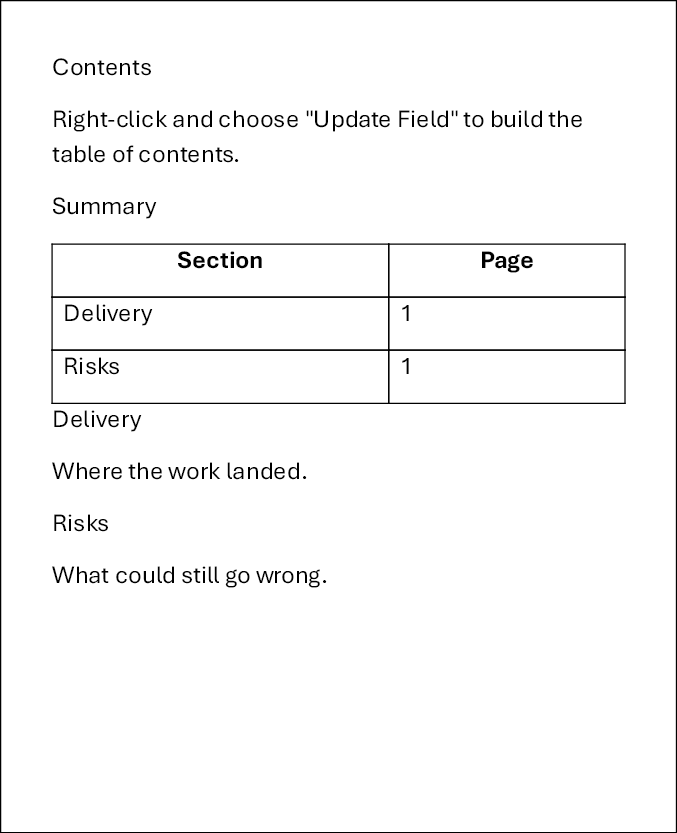 Contents
Right-click and choose "Update Field" to build the
table of contents.
Summary
Section Page
Delivery 1
Risks 1
Delivery
Where the work landed.
Risks
What could still go wrong.